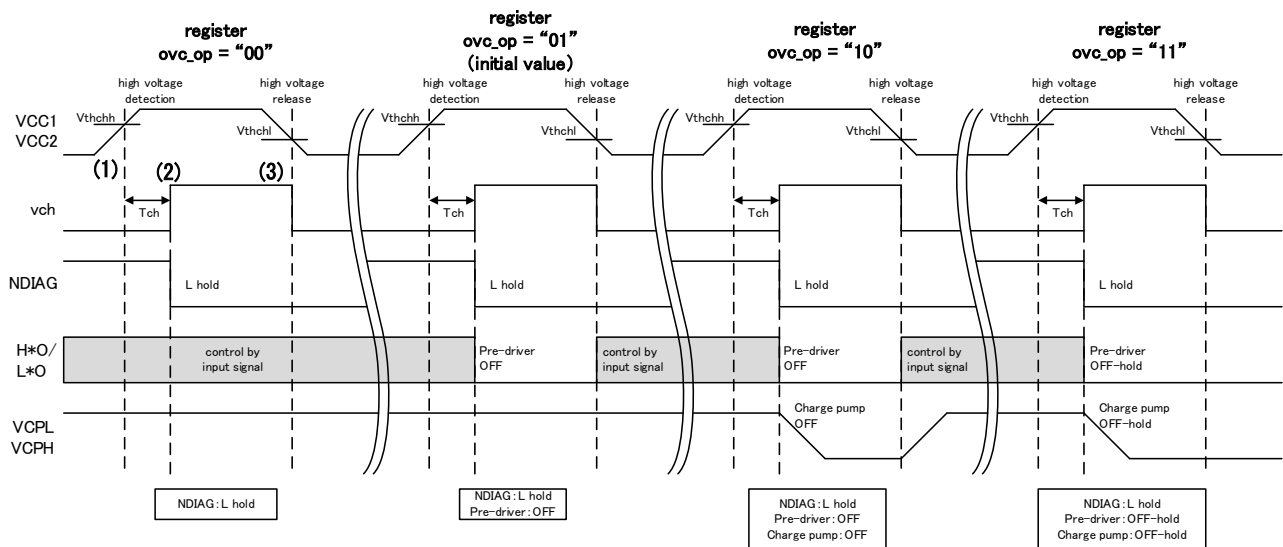 register
ovc_op = “00”
register
ovc_op = “01”
(initial value)
register
ovc_op = “10”
register
ovc_op = “11”
high voltage
detection
high voltage
release
high voltage
detection
high voltage
release
high voltage
detection
high voltage
release
high voltage
detection
high voltage
release
VCC1
VCC2
Vthchh
Vthchl
Vthchh
Vthchl
Vthchh
Vthchl
Vthchh
Vthchl
(1)
(2)
(3)
vch
Tch
Tch
Tch
Tch
NDIAG
L hold
L hold
L hold
L hold
H*O/
L*O
control by
input signal
Pre-driver
OFF
control by
input signal
Pre-driver
OFF
control by
input signal
Pre-driver
OFF-hold
VCPL
VCPH
Charge pump
OFF
Charge pump
OFF-hold
NDIAG:L hold
NDIAG:L hold
Pre-driver:OFF
NDIAG:L hold
Pre-driver:OFF
Charge pump:OFF
NDIAG:L hold
Pre-driver:OFF-hold
Charge pump:OFF-hold